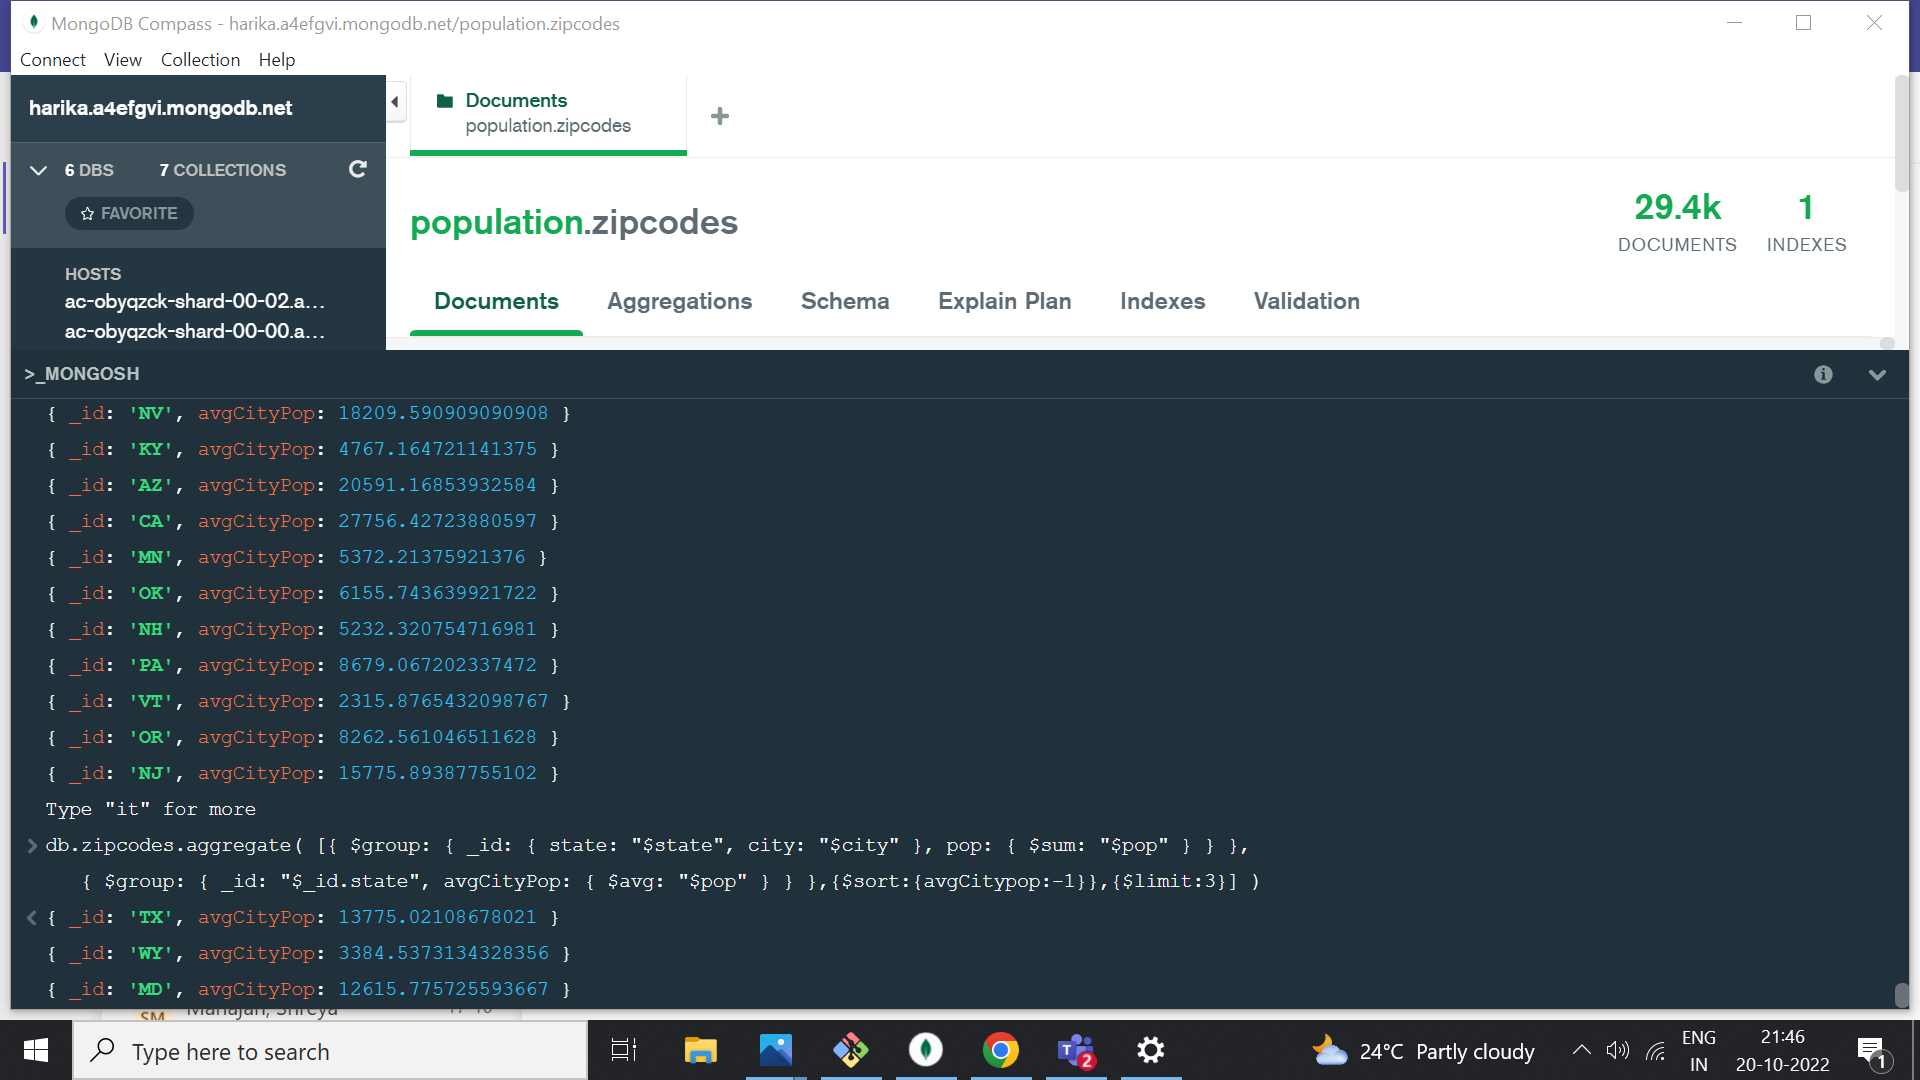 MongoDB Compass - harika.a4efgvi.mongodb.net/population.zipcodes
Connect View Collection Help
harika.a4efgvi.mongodb.net
6 DBS 7 COLLECTIONS
FAVORITE
HOSTS
ac-obyqzck-shard-00-02.a...
ac-obyqzck-shard-00-00.a...
Documents
population.zipcodes
population.zipcodes
29.4k
DOCUMENTS
1
INDEXES
Documents Aggregations Schema Explain Plan Indexes Validation
>_MONGOSH
{ _id: 'NV', avgCityPop: 18209.590909090908 }
{ _id: 'KY', avgCityPop: 4767.164721141375 }
{ _id: 'AZ', avgCityPop: 20591.16853932584 }
{ _id: 'CA', avgCityPop: 27756.42723880597 }
{ _id: 'MN', avgCityPop: 5372.21375921376 }
{ _id: 'OK', avgCityPop: 6155.743639921722 }
{ _id: 'NH', avgCityPop: 5232.320754716981 }
{ _id: 'PA', avgCityPop: 8679.067202337472 }
{ _id: 'VT', avgCityPop: 2315.8765432098767 }
{ _id: 'OR', avgCityPop: 8262.561046511628 }
{ _id: 'NJ', avgCityPop: 15775.89387755102 }
Type "it" for more
> db.zipcodes.aggregate( [{ $group: { _id: { state: "$state", city: "$city" }, pop: { $sum: "$pop" } } },
{ $group: { _id: "$_id.state", avgCityPop: { $avg: "$pop" } } },{$sort:{avgCitypop:-1}},{$limit:3}] )
< { _id: 'TX', avgCityPop: 13775.02108678021 }
{ _id: 'WY', avgCityPop: 3384.5373134328356 }
{ _id: 'MD', avgCityPop: 12615.775725593667 }
SM Mahajan, Shreya
Type here to search
2
24°C Partly cloudy
ENG
IN
21:46
20-10-2022
1